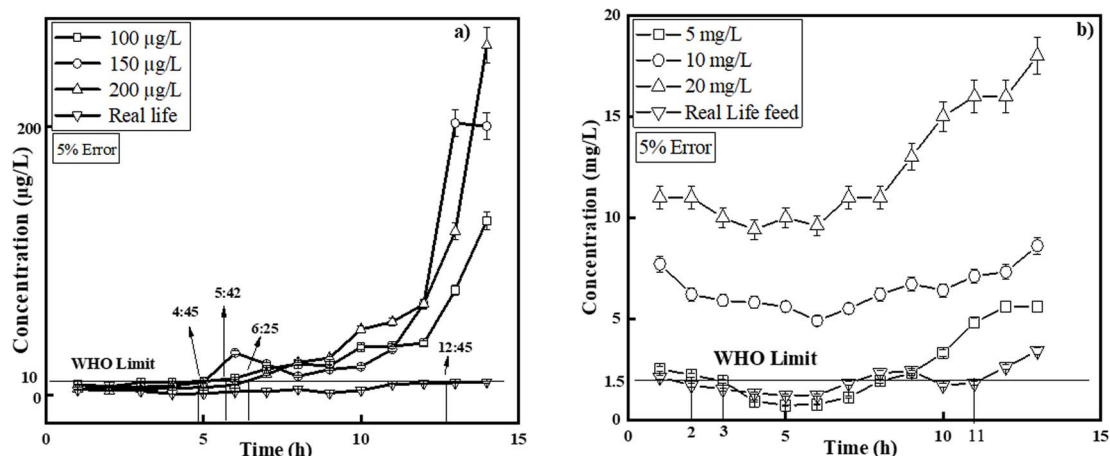 a)
100 µg/L
150 µg/L
200 µg/L
Real life
5% Error
Concentration (µg/L)
200
10
0
WHO Limit
4:45
5:42
6:25
12:45
0 5 10 15
Time (h)
b)
5 mg/L
10 mg/L
20 mg/L
Real Life feed
5% Error
Concentration (mg/L)
20
15
10
5
1.5
0
WHO Limit
0 2 3 5 10 11 15
Time (h)